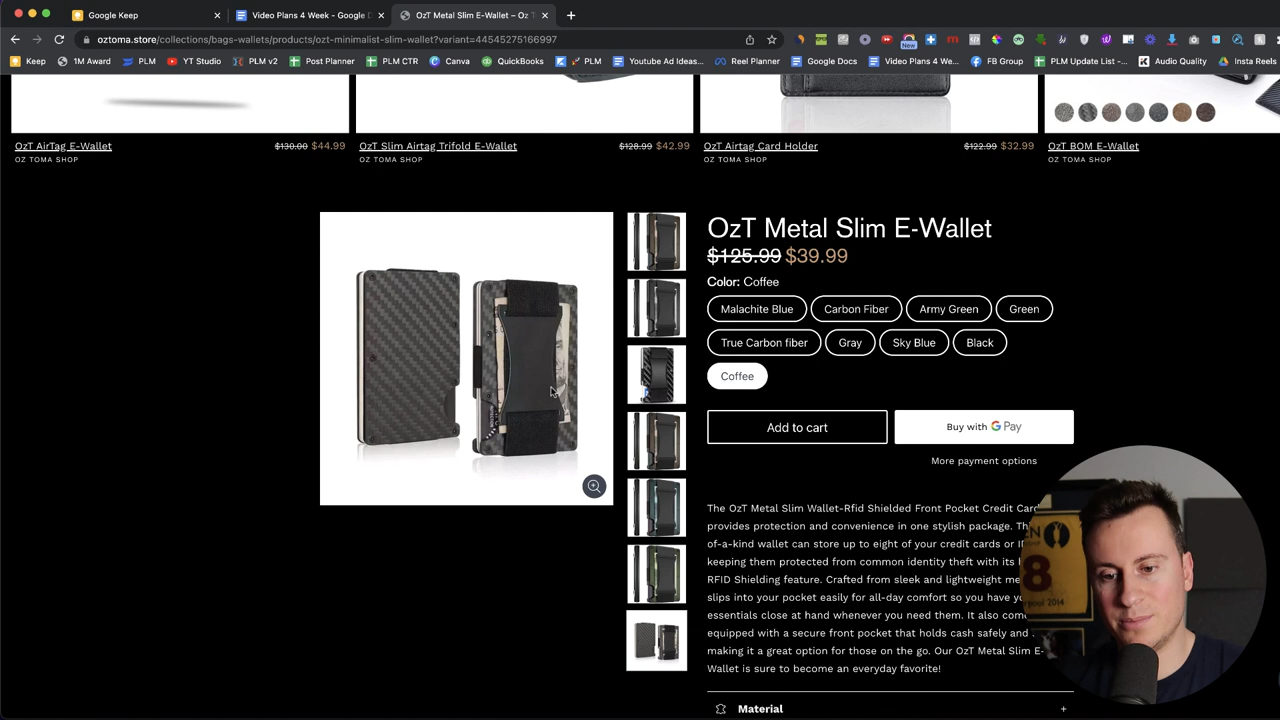 Google Keep
Video Plans 4 Week - Google D
OzT Metal Slim E-Wallet – Oz T
oztoma.store/collections/bags-wallets/products/ozt-minimalist-slim-wallet?variant=44545275166997
New
Keep
1M Award
PLM
YT Studio
PLM v2
Post Planner
PLM CTR
Canva
QuickBooks
PLM
Youtube Ad Ideas...
Reel Planner
Google Docs
Video Plans 4 We...
FB Group
PLM Update List -...
Audio Quality
Insta Reels
OzT AirTag E-Wallet
$130.00 $44.99
OZ TOMA SHOP
OzT Slim Airtag Trifold E-Wallet
$128.99 $42.99
OZ TOMA SHOP
OzT Airtag Card Holder
$122.99 $32.99
OZ TOMA SHOP
OzT BOM E-Wallet
OZ TOMA SHOP
OzT Metal Slim E-Wallet
$125.99 $39.99
Color: Coffee
Malachite Blue
Carbon Fiber
Army Green
Green
True Carbon fiber
Gray
Sky Blue
Black
Coffee
Add to cart
Buy with G Pay
More payment options
The OzT Metal Slim Wallet-Rfid Shielded Front Pocket Credit Card
provides protection and convenience in one stylish package. Th
of-a-kind wallet can store up to eight of your credit cards or I
keeping them protected from common identity theft with its
RFID Shielding feature. Crafted from sleek and lightweight me
slips into your pocket easily for all-day comfort so you have yo
essentials close at hand whenever you need them. It also com
equipped with a secure front pocket that holds cash safely and
making it a great option for those on the go. Our OzT Metal Slim E-
Wallet is sure to become an everyday favorite!
Material
8
rpool 2014